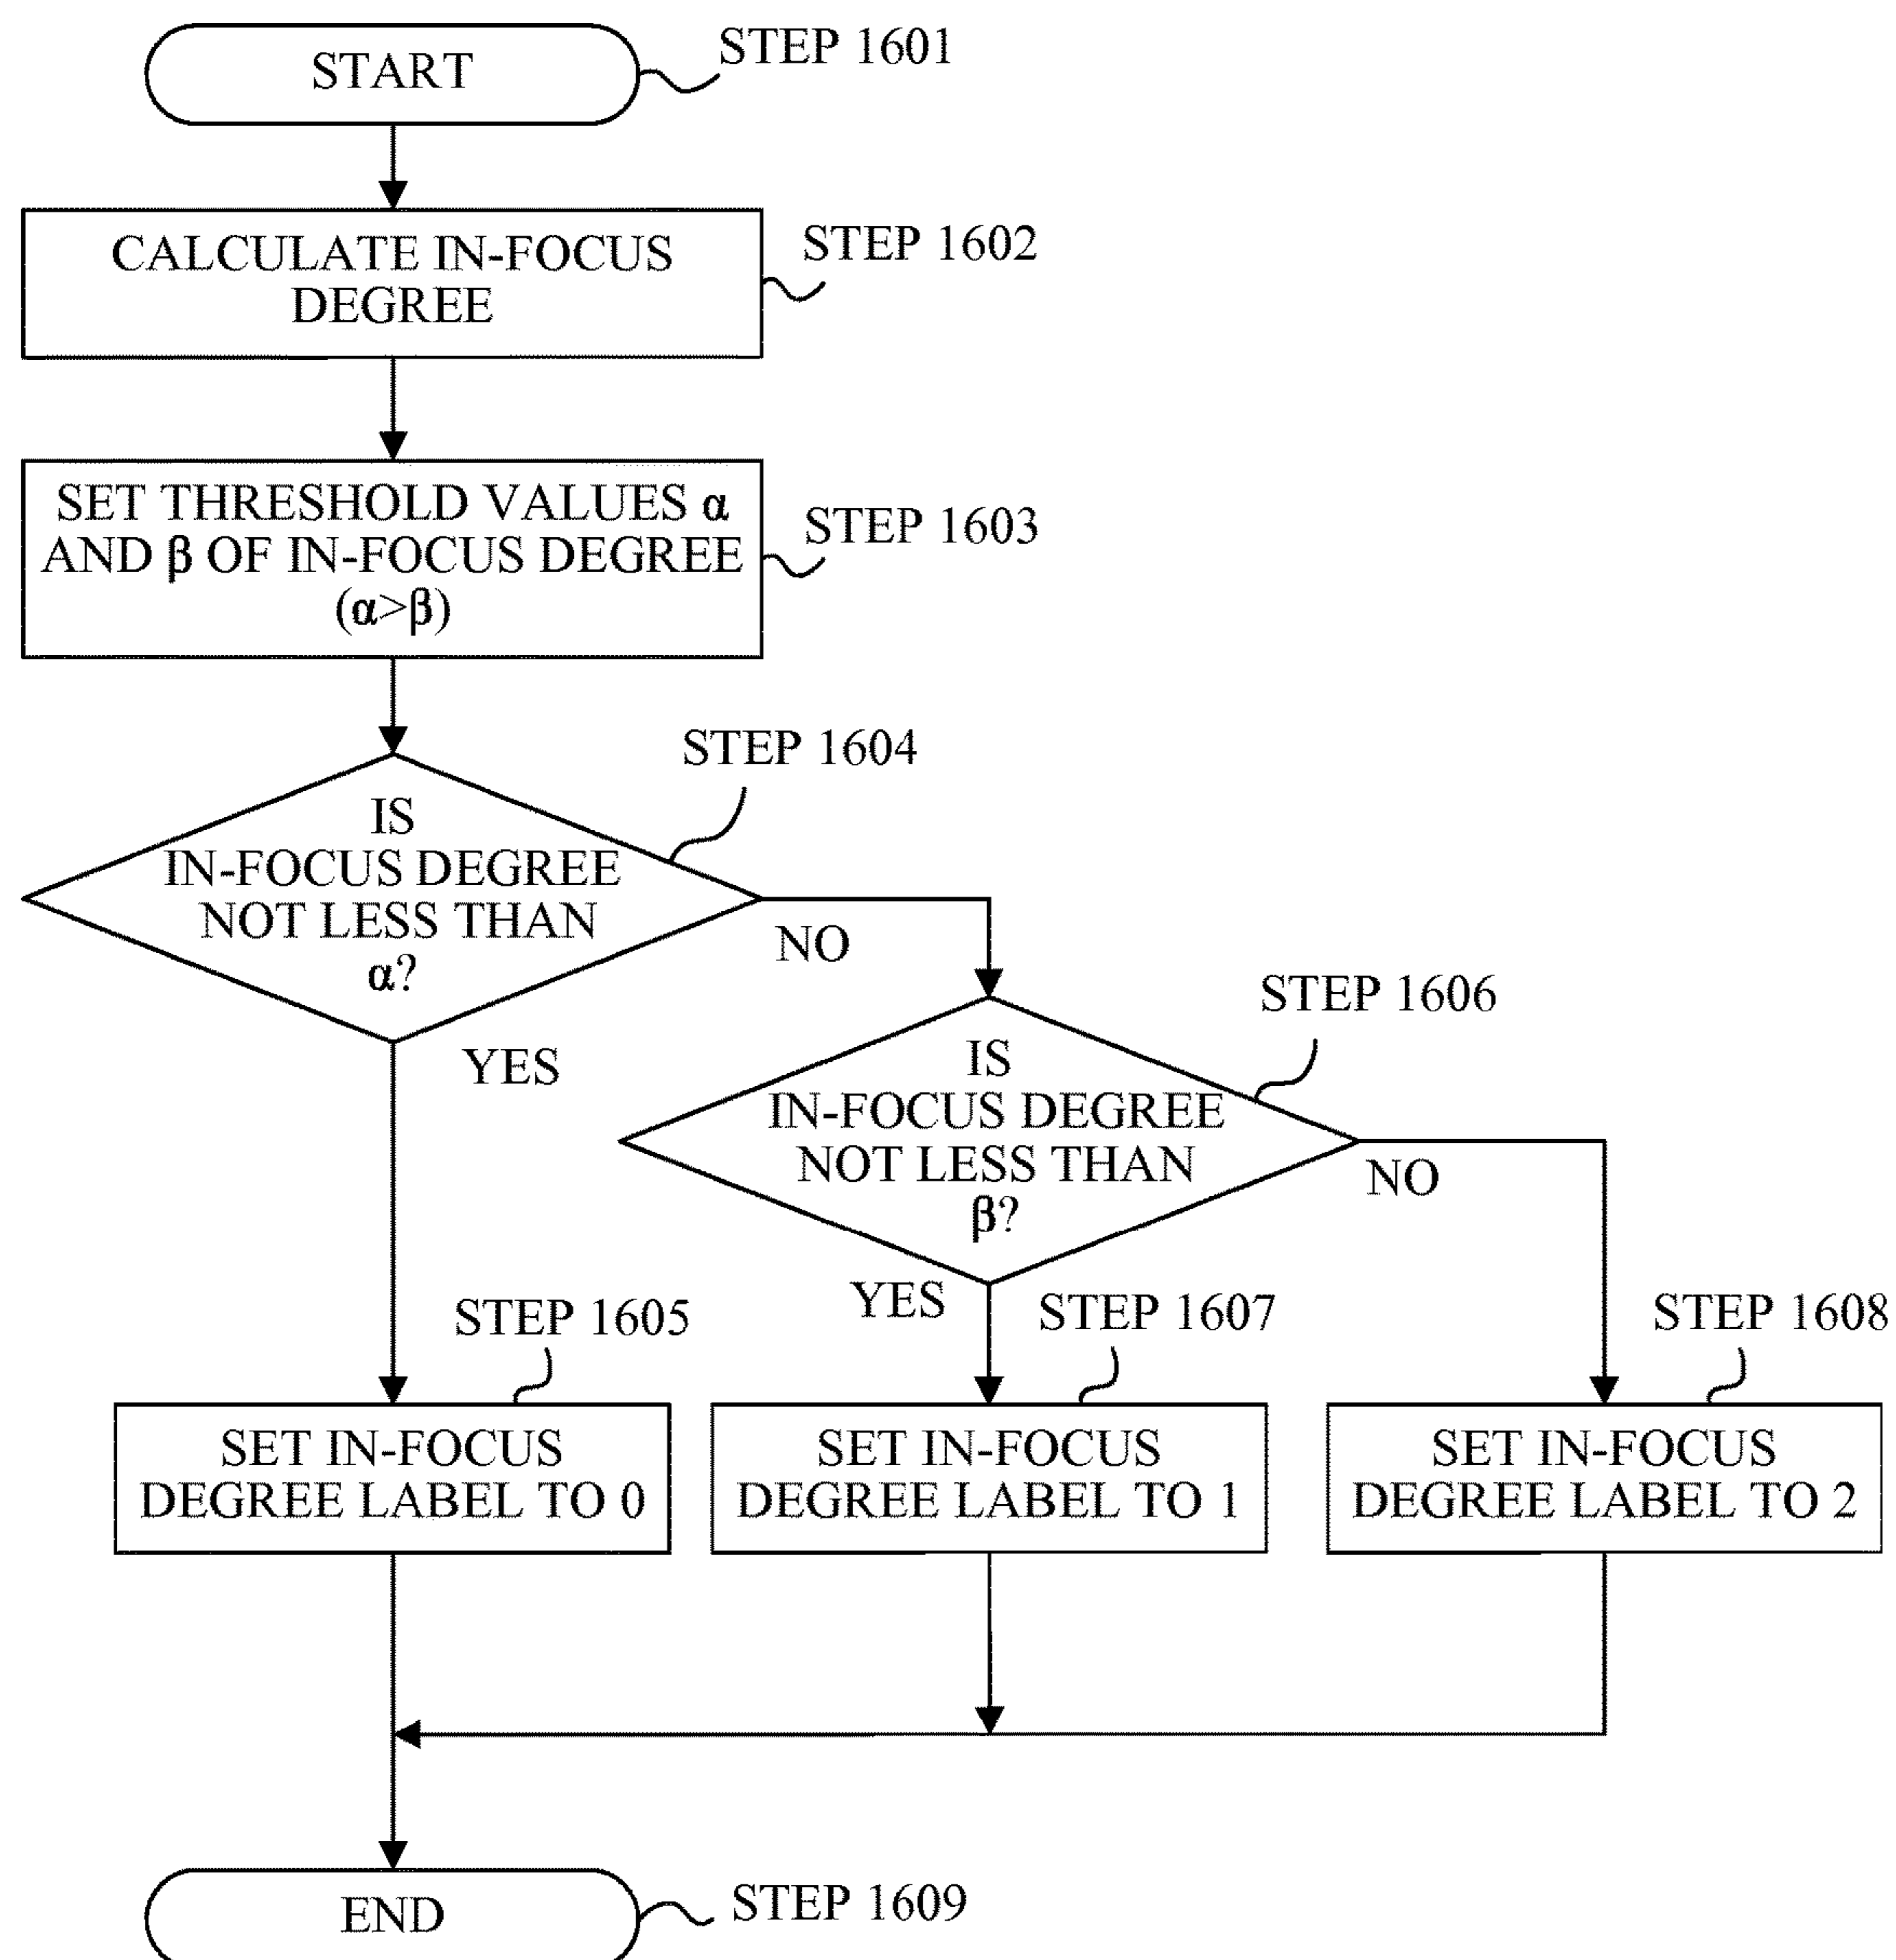 START
STEP 1601
CALCULATE IN-FOCUS
DEGREE
STEP 1602
SET THRESHOLD VALUES α
AND β OF IN-FOCUS DEGREE
(α>β)
STEP 1603
STEP 1604
IS
IN-FOCUS DEGREE
NOT LESS THAN
α?
NO
YES
STEP 1606
IS
IN-FOCUS DEGREE
NOT LESS THAN
β?
NO
YES
STEP 1605
SET IN-FOCUS
DEGREE LABEL TO 0
STEP 1607
SET IN-FOCUS
DEGREE LABEL TO 1
STEP 1608
SET IN-FOCUS
DEGREE LABEL TO 2
END
STEP 1609